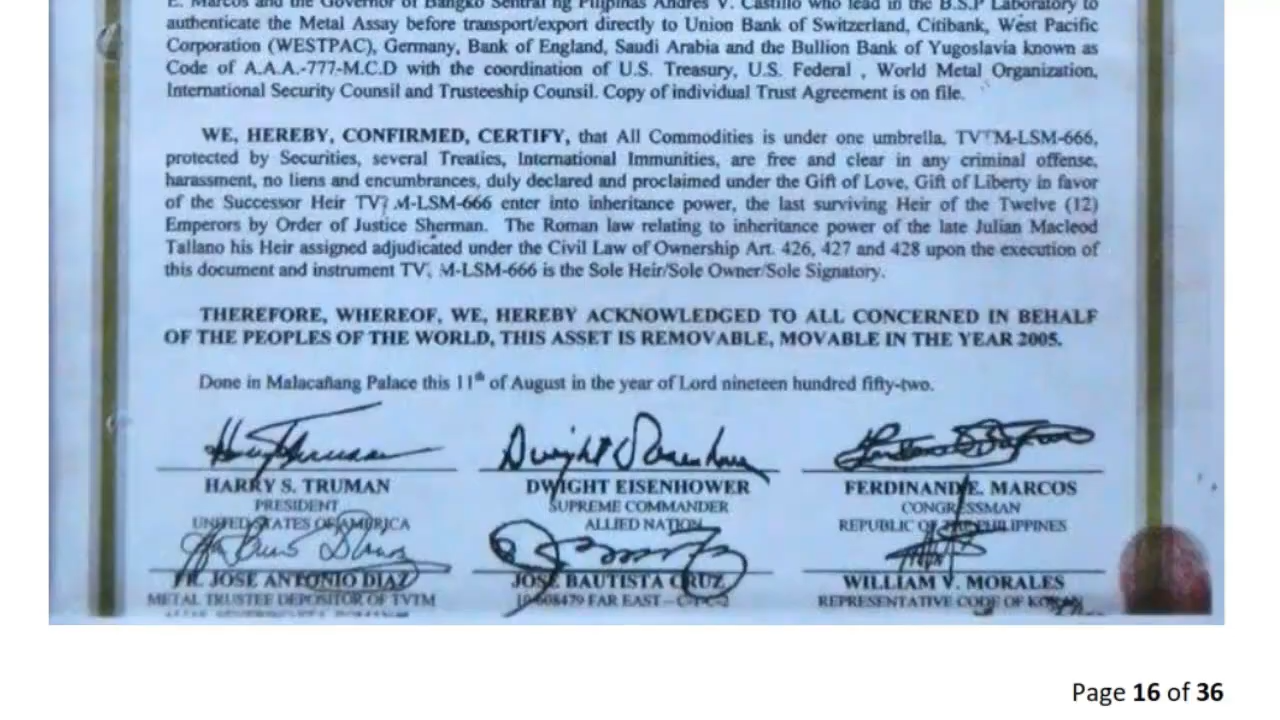 E. Marcos and the Governor of Bangko Sentral ng Pilipinas Andres V. Castillo who lead in the B.S.P Laboratory to
authenticate the Metal Assay before transport/export directly to Union Bank of Switzerland, Citibank, West Pacific
Corporation (WESTPAC), Germany, Bank of England, Saudi Arabia and the Bullion Bank of Yugoslavia known as
Code of A.A.A.-777-M.C.D with the coordination of U.S. Treasury, U.S. Federal , World Metal Organization,
International Security Counsil and Trusteeship Counsil. Copy of individual Trust Agreement is on file.
WE, HEREBY, CONFIRMED, CERTIFY, that All Commodities is under one umbrella, TVTM-LSM-666,
protected by Securities, several Treaties, International Immunities, are free and clear in any criminal offense,
harassment, no liens and encumbrances, duly declared and proclaimed under the Gift of Love, Gift of Liberty in favor
of the Successor Heir M-LSM-666 enter into inheritance power, the last surviving Heir of the Twelve (12)
Emperors by Order of Justice Sherman. The Roman law relating to inheritance power of the late Julian Macleod
Tallano his Heir assigned adjudicated under the Civil Law of Ownership Art. 426, 427 and 428 upon the execution of
this document and instrument M-LSM-666 is the Sole Heir/Sole Owner/Sole Signatory.
THEREFORE, WHEREOF, WE, HEREBY ACKNOWLEDGED TO ALL CONCERNED IN BEHALF
OF THE PEOPLES OF THE WORLD, THIS ASSET IS REMOVABLE, MOVABLE IN THE YEAR 2005.
Done in Malacañang Palace this 11th of August in the year of Lord nineteen hundred fifty-two.
HARRY S. TRUMAN DWIGHT EISENHOWER FERDINAND E. MARCOS
PRESIDENT SUPREME COMMANDER CONGRESSMAN
UNITED STATES OF AMERICA ALLIED NATION REPUBLIC OF THE PHILIPPINES
FR. JOSE ANTONIO DIAZ JOSE BAUTISTA CRUZ WILLIAM V. MORALES
METAL TRUSTEE DEPOSITOR OF TVTM FAR EAST REPRESENTATIVE CODE OF
Page 16 of 36